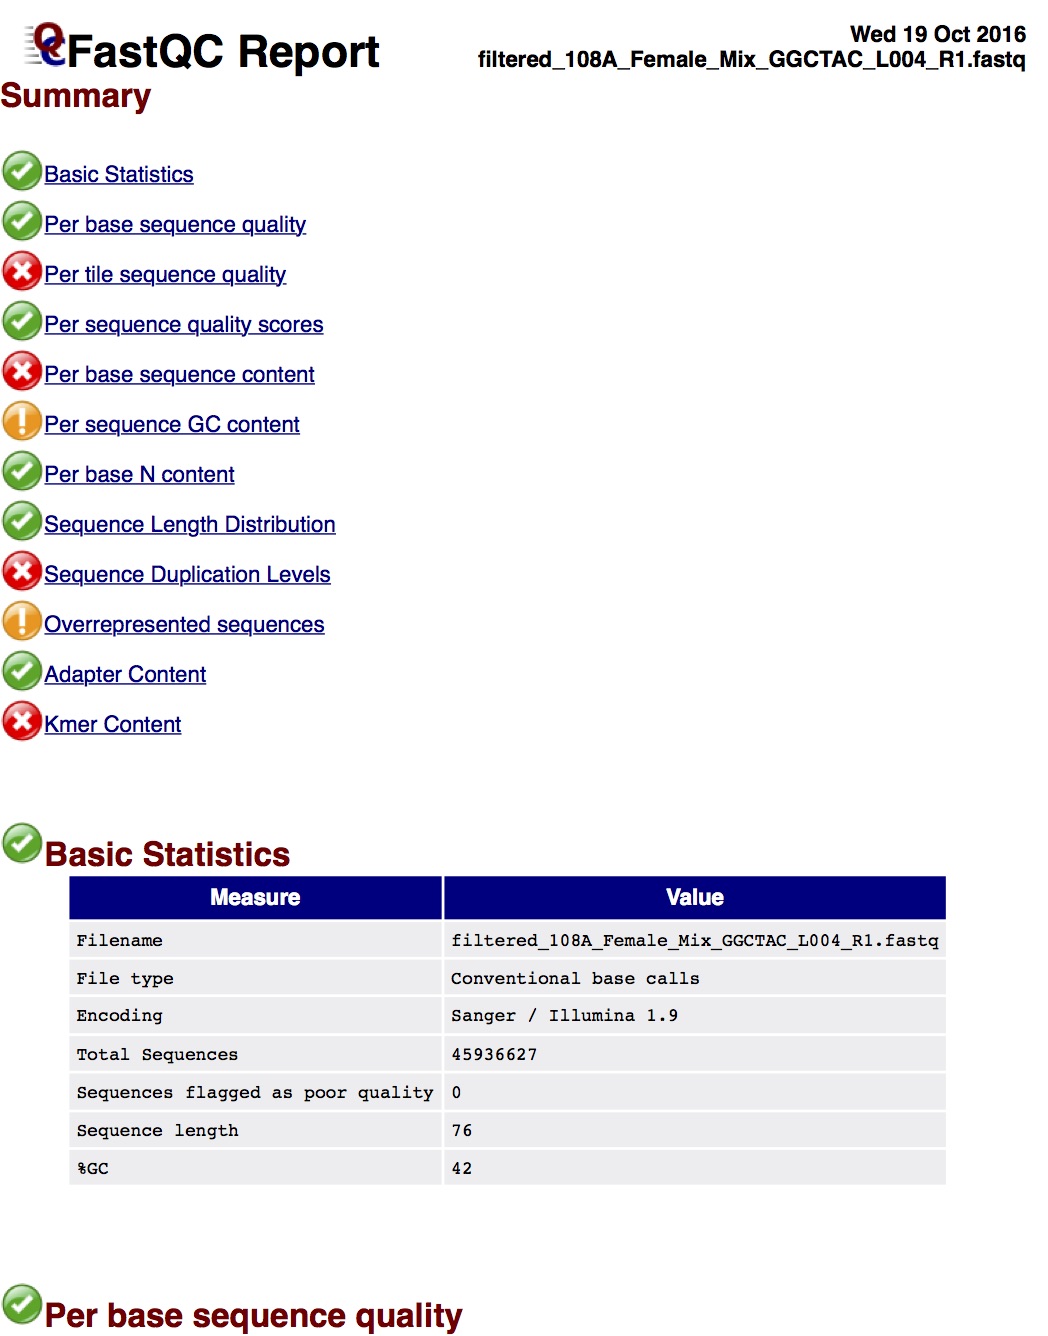 FastQC Report
Wed 19 Oct 2016
filtered_108A_Female_Mix_GGCTAC_L004_R1.fastq
Summary
Basic Statistics
Per base sequence quality
Per tile sequence quality
Per sequence quality scores
Per base sequence content
Per sequence GC content
Per base N content
Sequence Length Distribution
Sequence Duplication Levels
Overrepresented sequences
Adapter Content
Kmer Content
Basic Statistics
Measure Value
Filename filtered_108A_Female_Mix_GGCTAC_L004_R1.fastq
File type Conventional base calls
Encoding Sanger / Illumina 1.9
Total Sequences 45936627
Sequences flagged as poor quality 0
Sequence length 76
%GC 42
Per base sequence quality